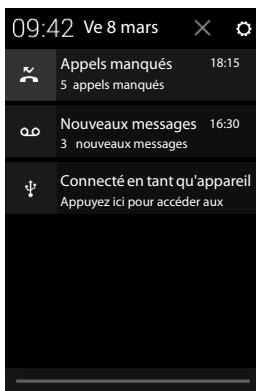 09:42 Ve 8 mars
Appels manqués 18:15
5 appels manqués
Nouveaux messages 16:30
3 nouveaux messages
Connecté en tant qu'appareil
Appuyez ici pour accéder aux